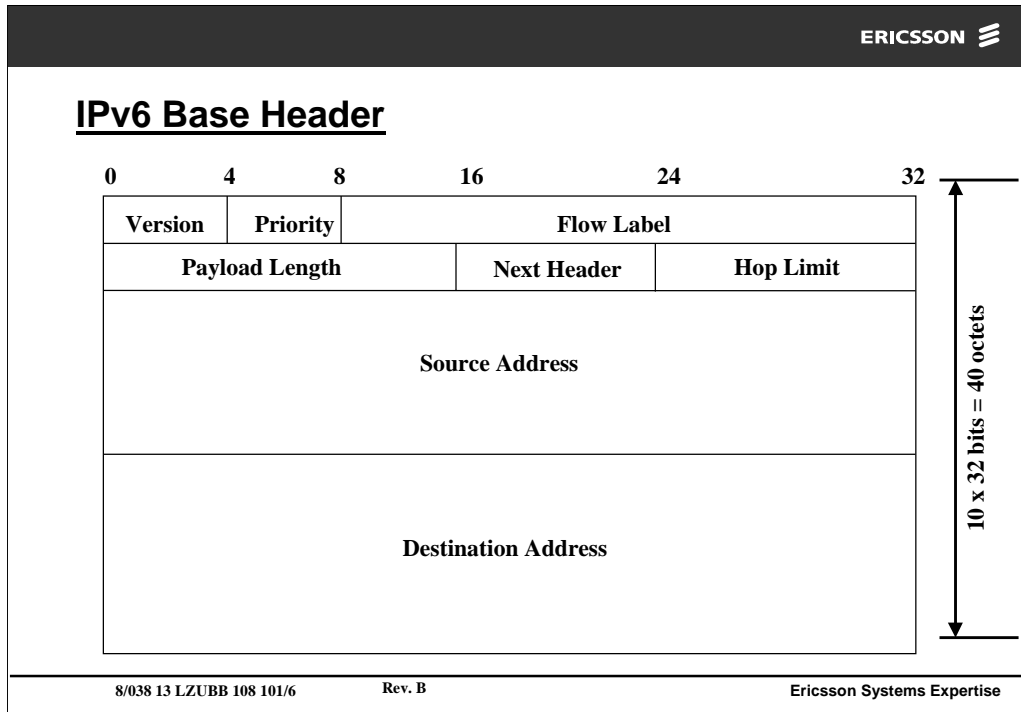 ERICSSON
IPv6 Base Header
0 4 8 16 24 32
Version Priority Flow Label
Payload Length Next Header Hop Limit
Source Address
Destination Address
10 x 32 bits = 40 octets
8/038 13 LZUBB 108 101/6 Rev. B Ericsson Systems Expertise